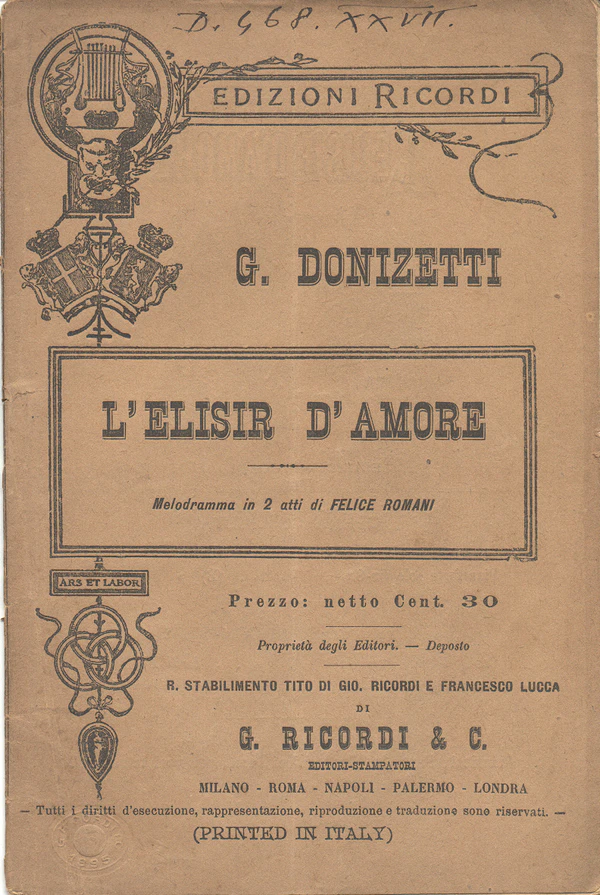 D. 468. XXVII.
EDIZIONI RICORDI
G. DONIZETTI
L'ELISIR D'AMORE
Melodramma in 2 atti di FELICE ROMANI
ARS ET LABOR
Prezzo: netto Cent. 30
Proprietà degli Editori. — Deposto
R. STABILIMENTO TITO DI GIO. RICORDI E FRANCESCO LUCCA
DI
G. RICORDI & C.
EDITORI-STAMPATORI
MILANO - ROMA - NAPOLI - PALERMO - LONDRA
— Tutti i diritti d'esecuzione, rappresentazione, riproduzione e traduzione sono riservati. —
(PRINTED IN ITALY)